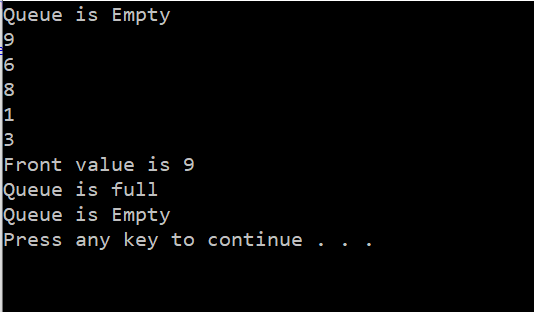 Queue is Empty
9
6
8
1
3
Front value is 9
Queue is full
Queue is Empty
Press any key to continue . . .